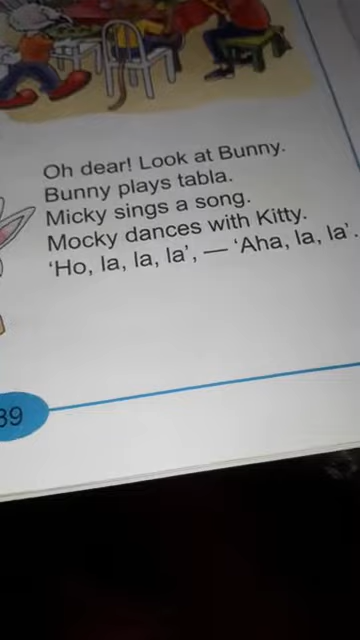 Oh dear! Look at Bunny.
Bunny plays tabla.
Micky sings a song.
Mocky dances with Kitty.
‘Ho, la, la, la’, — ‘Aha, la, la’.
39